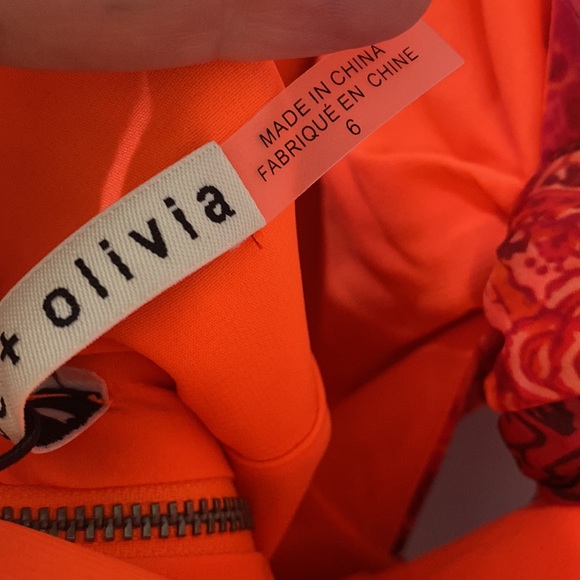 + olivia
MADE IN CHINA
FABRIQUÉ EN CHINE
6